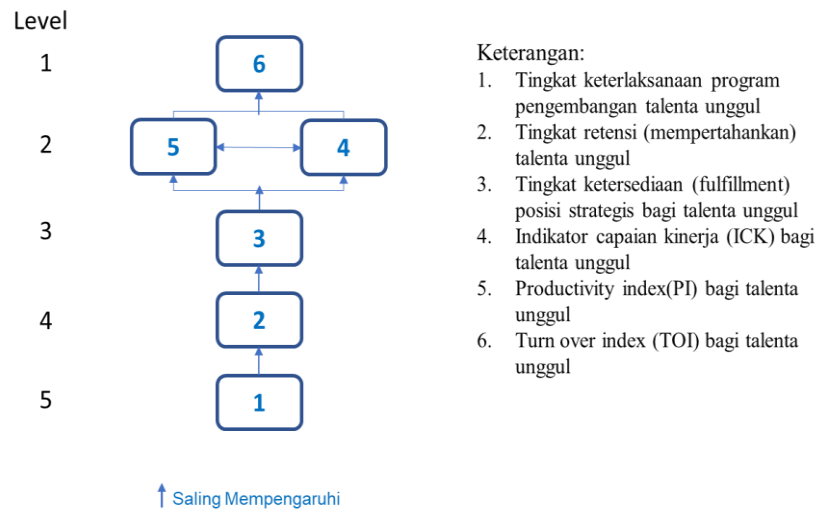 Level
1
6
2
5
4
3
3
4
2
5
1
Saling Mempengaruhi
Keterangan:
1. Tingkat keterlaksanaan program
pengembangan talenta unggul
2. Tingkat retensi (mempertahankan)
talenta unggul
3. Tingkat ketersediaan (fulfillment)
posisi strategis bagi talenta unggul
4. Indikator capaian kinerja (ICK) bagi
talenta unggul
5. Productivity index(PI) bagi talenta
unggul
6. Turn over index (TOI) bagi talenta
unggul